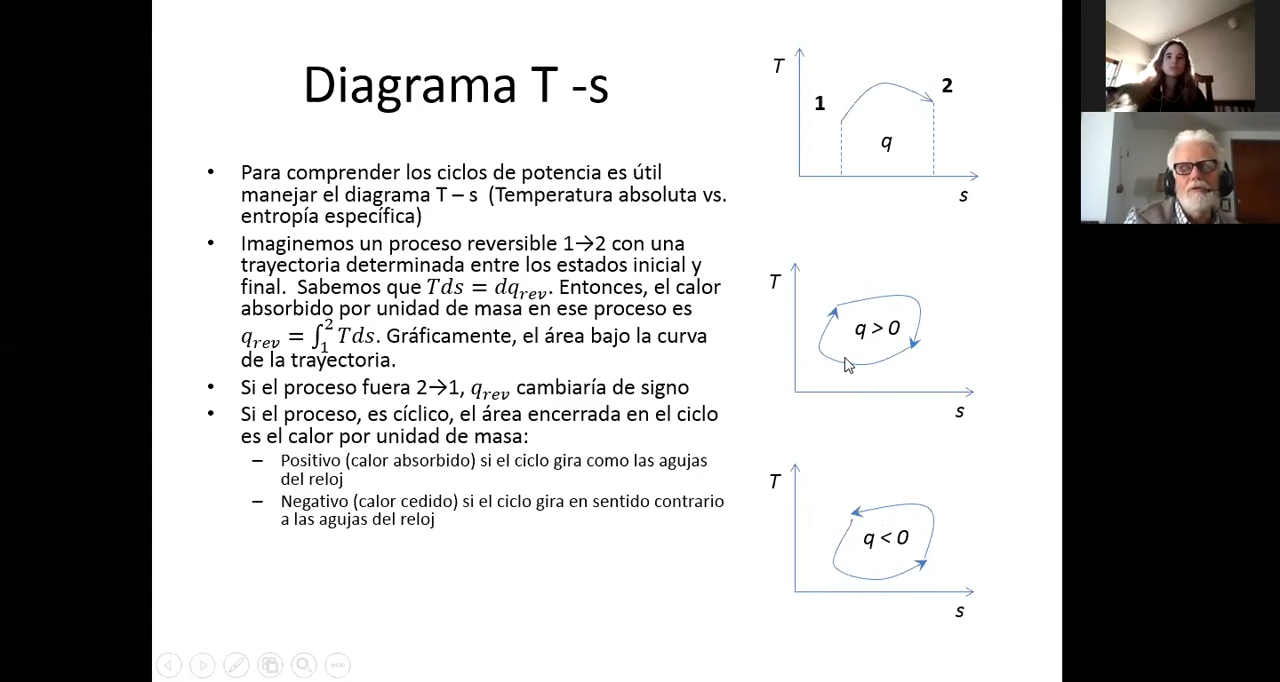 Diagrama T -s
• Para comprender los ciclos de potencia es útil
manejar el diagrama T – s (Temperatura absoluta vs.
entropía específica)
• Imaginemos un proceso reversible 1→2 con una
trayectoria determinada entre los estados inicial y
final. Sabemos que Tds = dq_rev. Entonces, el calor
absorbido por unidad de masa en ese proceso es
q_rev = ∫₁² Tds. Gráficamente, el área bajo la curva
de la trayectoria.
• Si el proceso fuera 2→1, q_rev cambiaría de signo
• Si el proceso, es cíclico, el área encerrada en el ciclo
es el calor por unidad de masa:
– Positivo (calor absorbido) si el ciclo gira como las agujas
del reloj
– Negativo (calor cedido) si el ciclo gira en sentido contrario
a las agujas del reloj
T
1
2
q
s
T
q > 0
s
T
q < 0
s